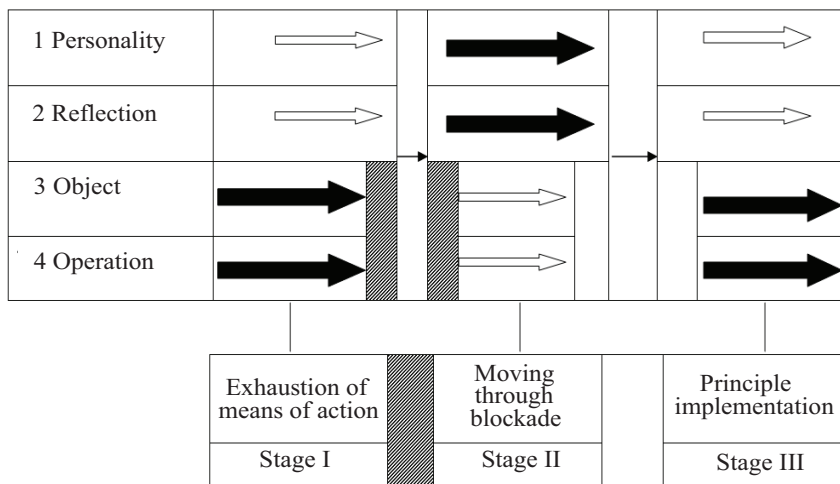 1 Personality
2 Reflection
3 Object
4 Operation
Exhaustion of
means of action
Stage I
Moving
through
blockade
Stage II
Principle
implementation
Stage III